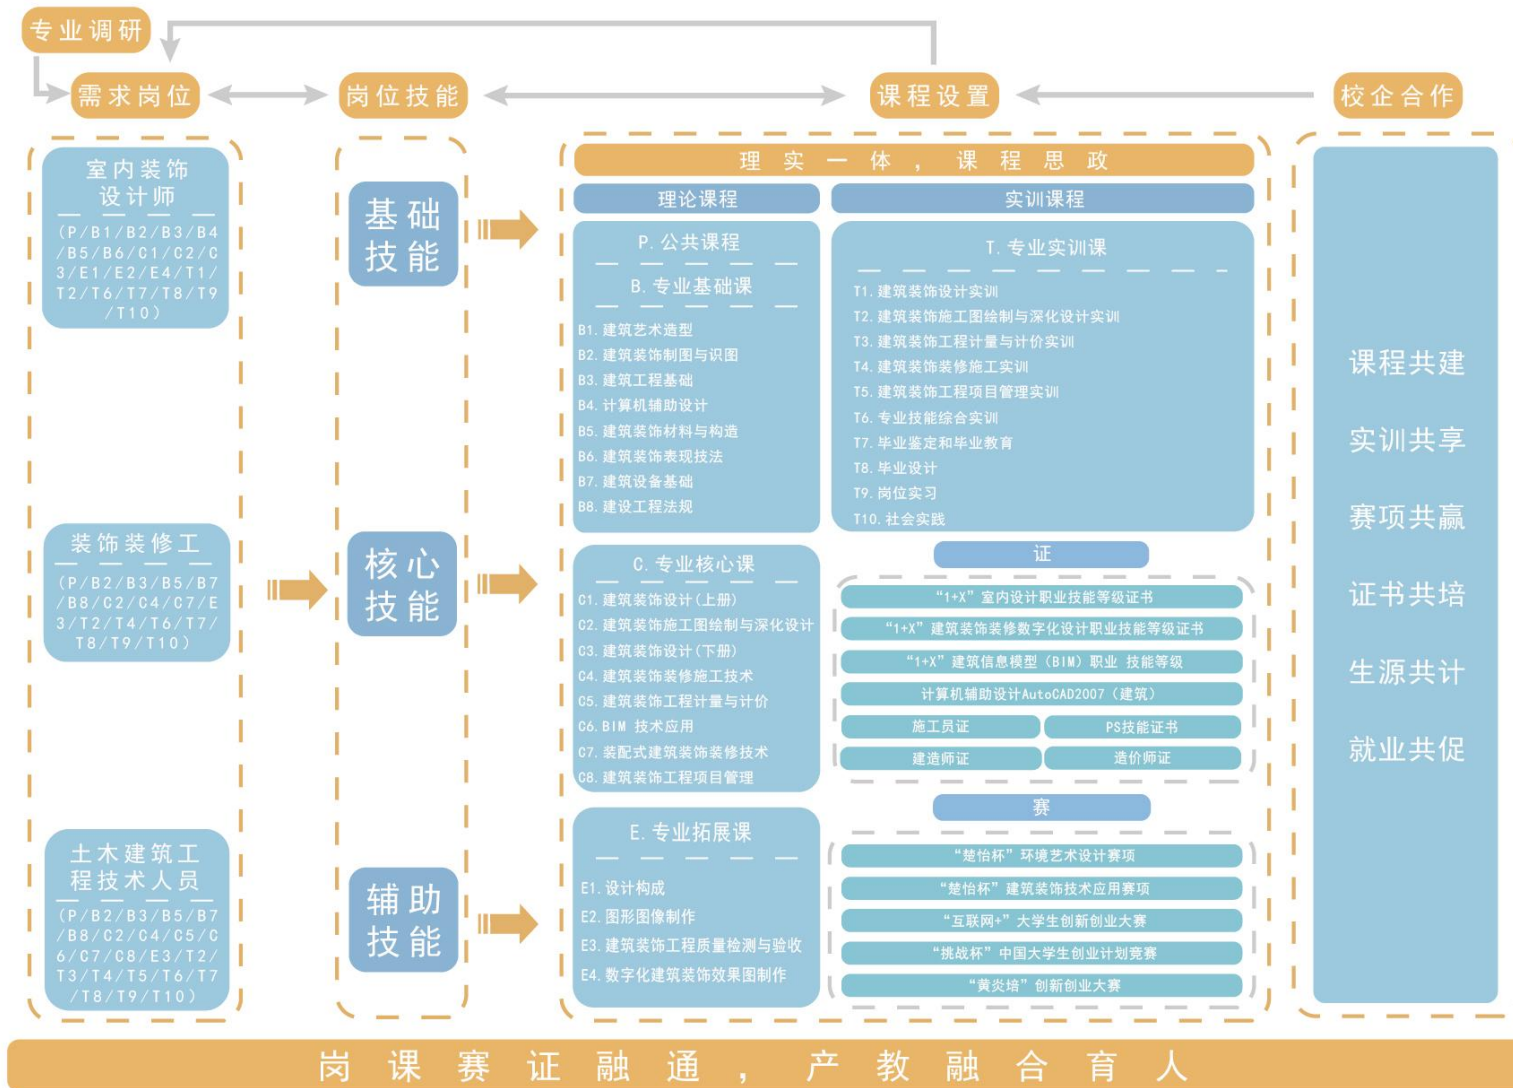 专业调研
需求岗位
岗位技能
课程设置
校企合作
室内装饰
设计师
(P/B1/B2/B3/B4
/B5/B6/C1/C2/C
3/E1/E2/E4/T1/
T2/T6/T7/T8/T9
/T10)
装饰装修工
(P/B2/B3/B5/B7
/B8/C2/C4/C7/E
3/T2/T4/T6/T7/
T8/T9/T10)
土木建筑工
程技术人员
(P/B2/B3/B5/B7
/B8/C2/C4/C5/C
6/C7/C8/E3/T2/
T3/T4/T5/T6/T7
/T8/T9/T10)
基础
技能
核心
技能
辅助
技能
理实一体，课程思政
理论课程
P. 公共课程
B. 专业基础课
B1. 建筑艺术造型
B2. 建筑装饰制图与识图
B3. 建筑工程基础
B4. 计算机辅助设计
B5. 建筑装饰材料与构造
B6. 建筑装饰表现技法
B7. 建筑设备基础
B8. 建设工程法规
C. 专业核心课
C1. 建筑装饰设计(上册)
C2. 建筑装饰施工图绘制与深化设计
C3. 建筑装饰设计(下册)
C4. 建筑装饰装修施工技术
C5. 建筑装饰工程计量与计价
C6. BIM 技术应用
C7. 装配式建筑装饰装修技术
C8. 建筑装饰工程项目管理
E. 专业拓展课
E1. 设计构成
E2. 图形图像制作
E3. 建筑装饰工程质量检测与验收
E4. 数字化建筑装饰效果图制作
实训课程
T. 专业实训课
T1. 建筑装饰设计实训
T2. 建筑装饰施工图绘制与深化设计实训
T3. 建筑装饰工程计量与计价实训
T4. 建筑装饰装修施工实训
T5. 建筑装饰工程项目管理实训
T6. 专业技能综合实训
T7. 毕业鉴定和毕业教育
T8. 毕业设计
T9. 岗位实习
T10. 社会实践
证
“1+X”室内设计职业技能等级证书
“1+X”建筑装饰装修数字化设计职业技能等级证书
“1+X”建筑信息模型（BIM）职业 技能等级
计算机辅助设计AutoCAD2007（建筑）
施工员证
PS技能证书
建造师证
造价师证
赛
“楚怡杯”环境艺术设计赛项
“楚怡杯”建筑装饰技术应用赛项
“互联网+”大学生创新创业大赛
“挑战杯”中国大学生创业计划竞赛
“黄炎培”创新创业大赛
课程共建
实训共享
赛项共赢
证书共培
生源共计
就业共促
岗课赛证融通，产教融合育人